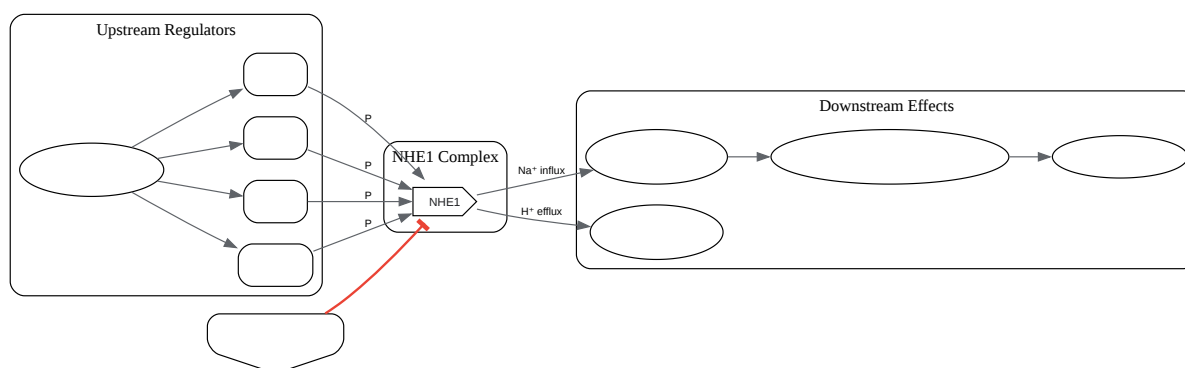 Upstream Regulators
P
P
P
P
NHE1 Complex
NHE1
Na⁺ influx
H⁺ efflux
Downstream Effects